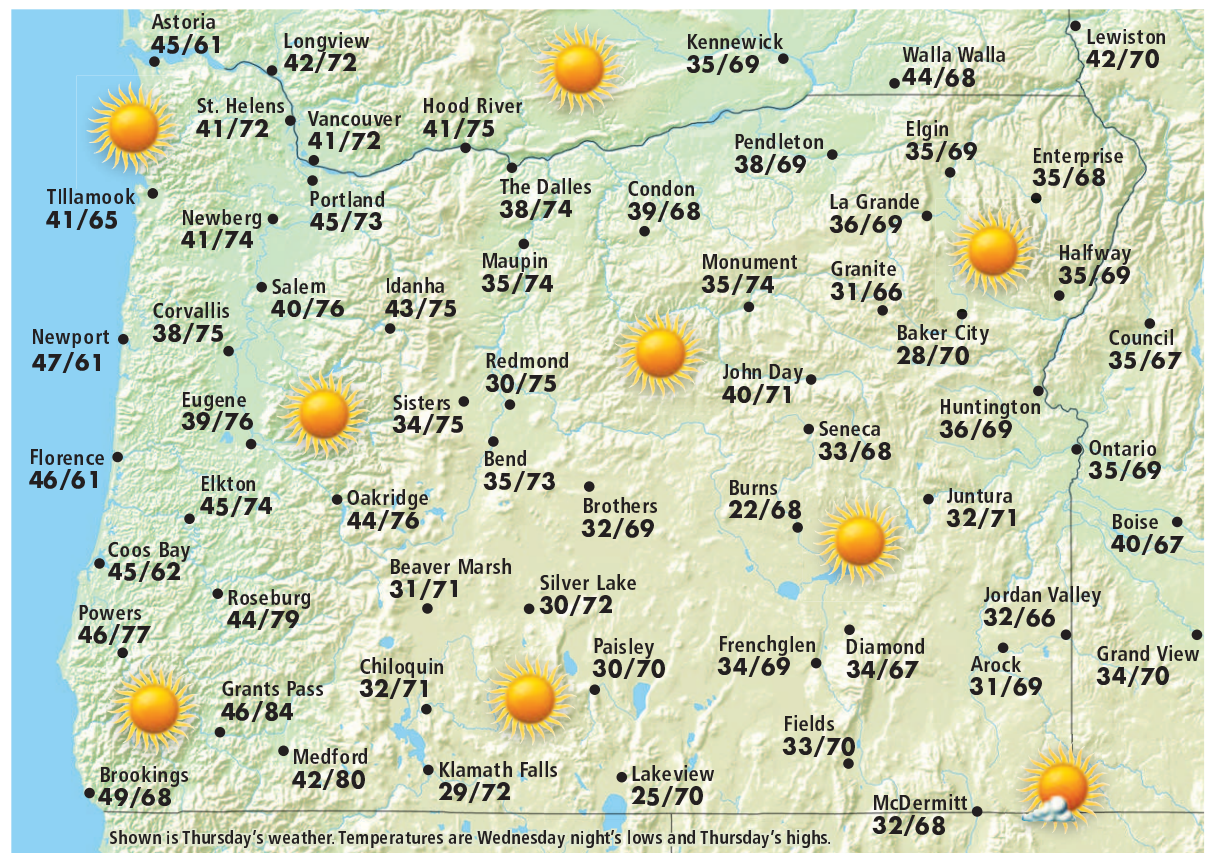 Astoria
45/61
Longview
42/72
Kennewick
35/69
Walla Walla
44/68
Lewiston
42/70
St. Helens
41/72
Vancouver
41/72
Hood River
41/75
Pendleton
38/69
Elgin
35/69
Enterprise
35/68
TIllamook
41/65
Portland
45/73
Newberg
41/74
The Dalles
38/74
Condon
39/68
La Grande
36/69
Maupin
35/74
Monument
35/74
Granite
31/66
Halfway
35/69
Salem
40/76
Idanha
43/75
Corvallis
38/75
Newport
47/61
Baker City
28/70
Council
35/67
Redmond
30/75
John Day
40/71
Eugene
39/76
Sisters
34/75
Huntington
36/69
Seneca
33/68
Ontario
35/69
Florence
46/61
Bend
35/73
Elkton
45/74
Oakridge
44/76
Brothers
32/69
Burns
22/68
Juntura
32/71
Boise
40/67
Coos Bay
45/62
Beaver Marsh
31/71
Silver Lake
30/72
Roseburg
44/79
Jordan Valley
32/66
Powers
46/77
Paisley
30/70
Frenchglen
34/69
Diamond
34/67
Arock
31/69
Grand View
34/70
Chiloquin
32/71
Grants Pass
46/84
Fields
33/70
Medford
42/80
Klamath Falls
29/72
Lakeview
25/70
Brookings
49/68
McDermitt
32/68
Shown is Thursday's weather. Temperatures are Wednesday night's lows and Thursday's highs.